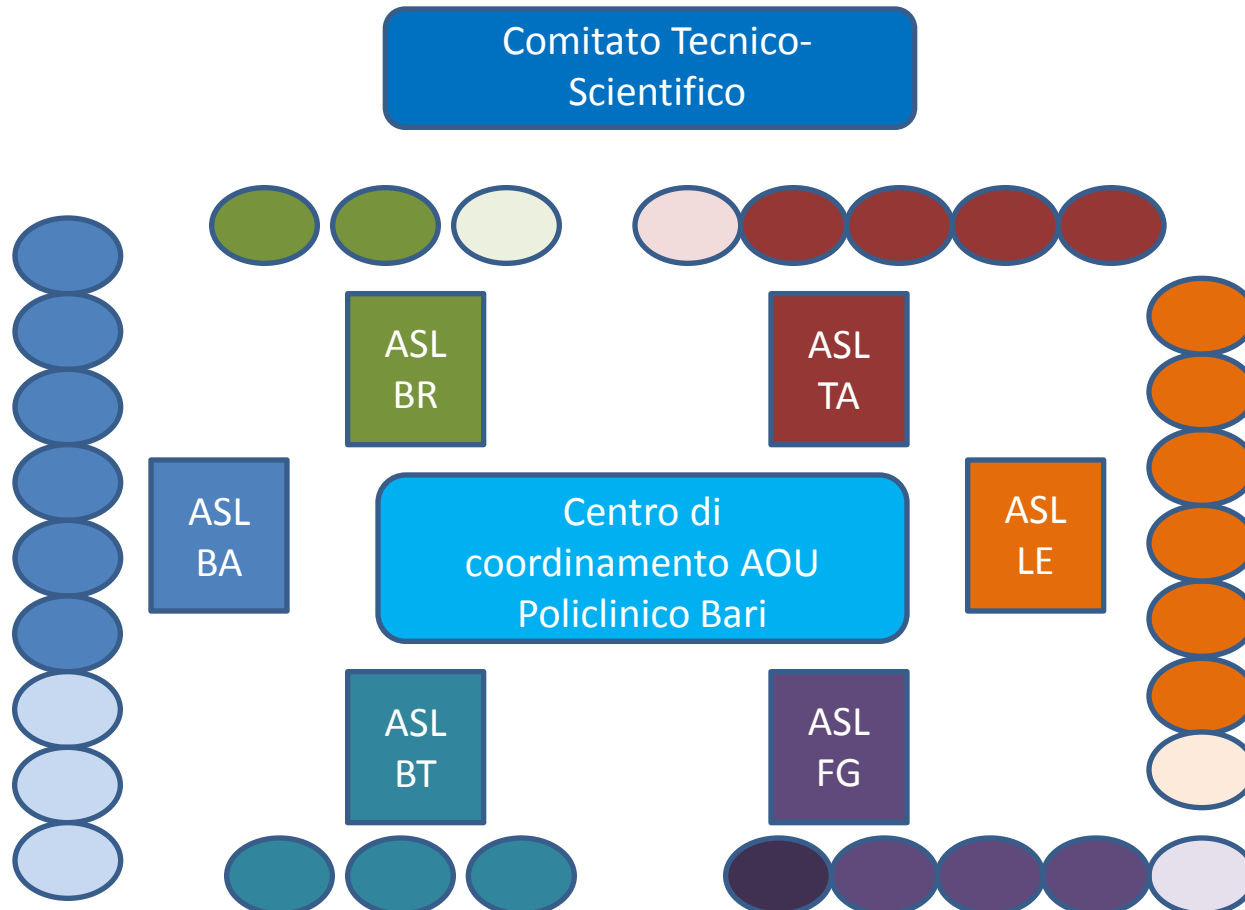 Comitato Tecnico-
Scientifico
ASL
BR
ASL
TA
ASL
BA
Centro di
coordinamento AOU
Policlinico Bari
ASL
LE
ASL
BT
ASL
FG